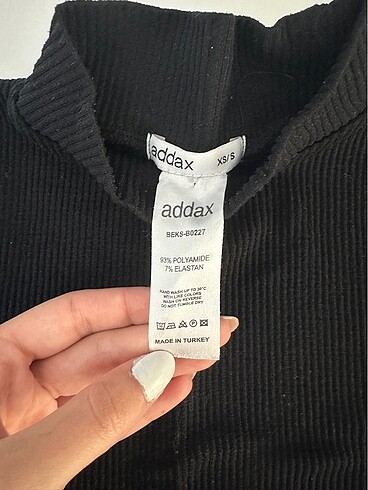 addax XS/S
addax
BEKS-B0227
93% POLYAMIDE
7% ELASTAN
HAND WASH UP TO 30°C
WITH LIKE COLORS
WASH ON REVERSE
DO NOT TUMBLE DRY
MADE IN TURKEY